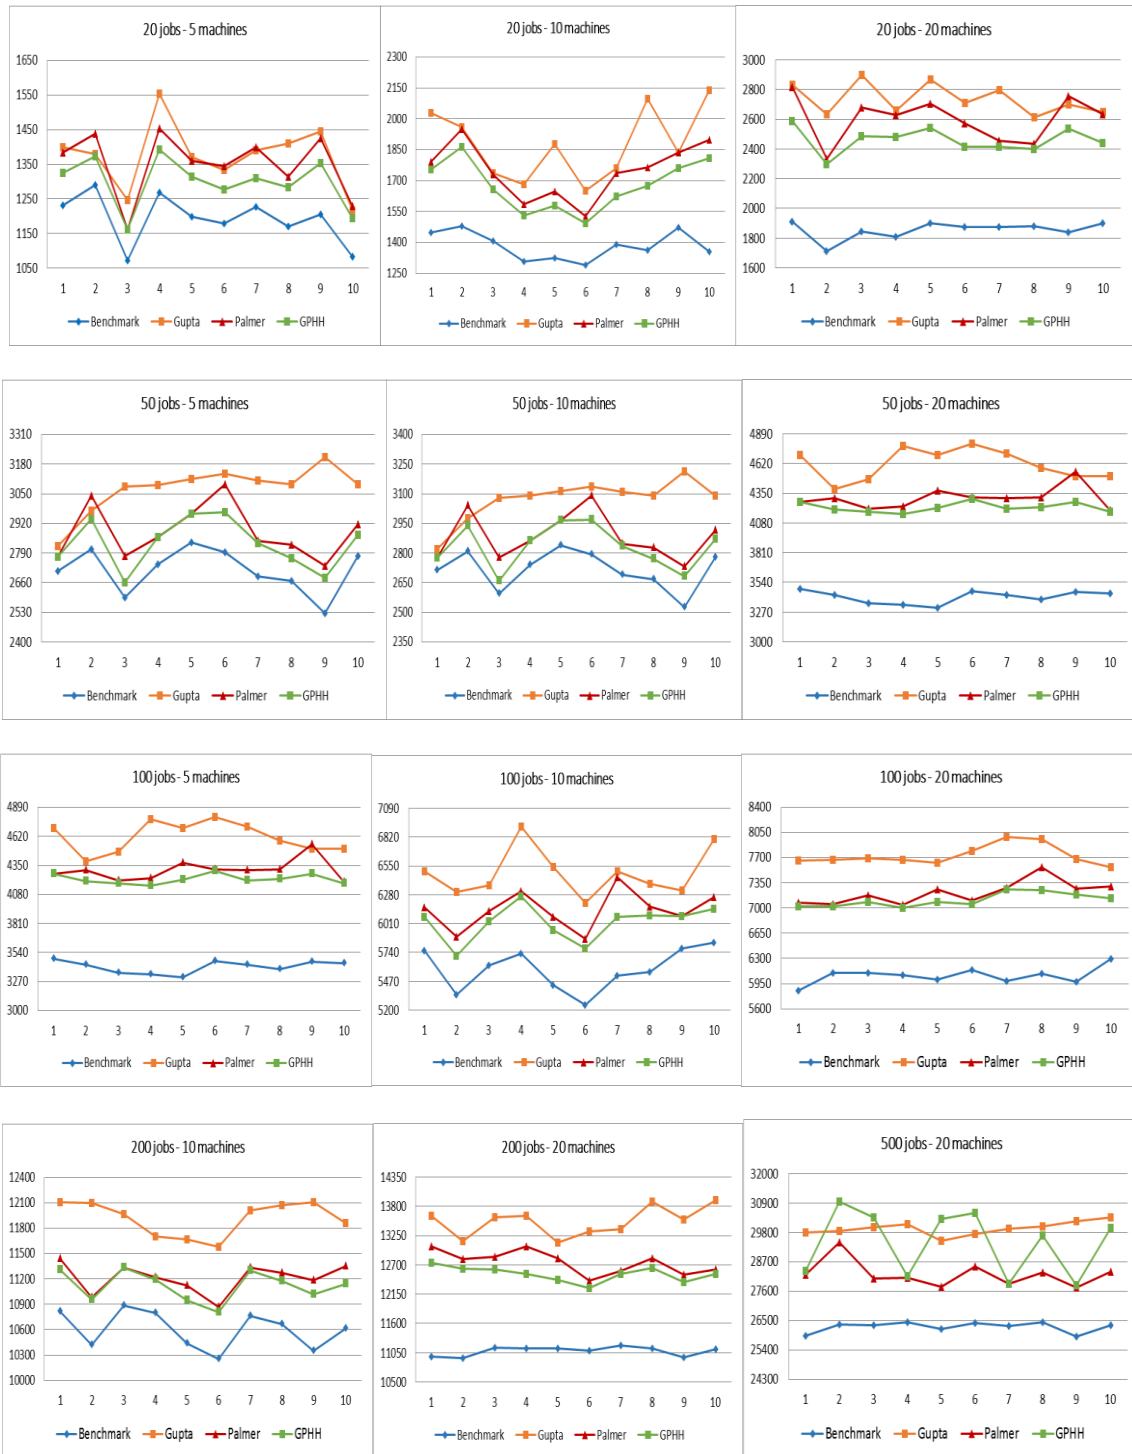 20 jobs - 5 machines
1650
1550
1450
1350
1250
1150
1050
1 2 3 4 5 6 7 8 9 10
Benchmark Gupta Palmer GPHH
20 jobs - 10 machines
2300
2150
2000
1850
1700
1550
1400
1250
1 2 3 4 5 6 7 8 9 10
Benchmark Gupta Palmer GPHH
20 jobs - 20 machines
3000
2800
2600
2400
2200
2000
1800
1600
1 2 3 4 5 6 7 8 9 10
Benchmark Gupta Palmer GPHH
50 jobs - 5 machines
3310
3180
3050
2920
2790
2660
2530
2400
1 2 3 4 5 6 7 8 9 10
Benchmark Gupta Palmer GPHH
50 jobs - 10 machines
3400
3250
3100
2950
2800
2650
2500
2350
1 2 3 4 5 6 7 8 9 10
Benchmark Gupta Palmer GPHH
50 jobs - 20 machines
4890
4620
4350
4080
3810
3540
3270
3000
1 2 3 4 5 6 7 8 9 10
Benchmark Gupta Palmer GPHH
100 jobs - 5 machines
4890
4620
4350
4080
3810
3540
3270
3000
1 2 3 4 5 6 7 8 9 10
Benchmark Gupta Palmer GPHH
100 jobs - 10 machines
7090
6820
6550
6280
6010
5740
5470
5200
1 2 3 4 5 6 7 8 9 10
Benchmark Gupta Palmer GPHH
100 jobs - 20 machines
8400
8050
7700
7350
7000
6650
6300
5950
5600
1 2 3 4 5 6 7 8 9 10
Benchmark Gupta Palmer GPHH
200 jobs - 10 machines
12400
12100
11800
11500
11200
10900
10600
10300
10000
1 2 3 4 5 6 7 8 9 10
Benchmark Gupta Palmer GPHH
200 jobs - 20 machines
14350
13800
13250
12700
12150
11600
11050
10500
1 2 3 4 5 6 7 8 9 10
Benchmark Gupta Palmer GPHH
500 jobs - 20 machines
32000
30900
29800
28700
27600
26500
25400
24300
1 2 3 4 5 6 7 8 9 10
Benchmark Gupta Palmer GPHH